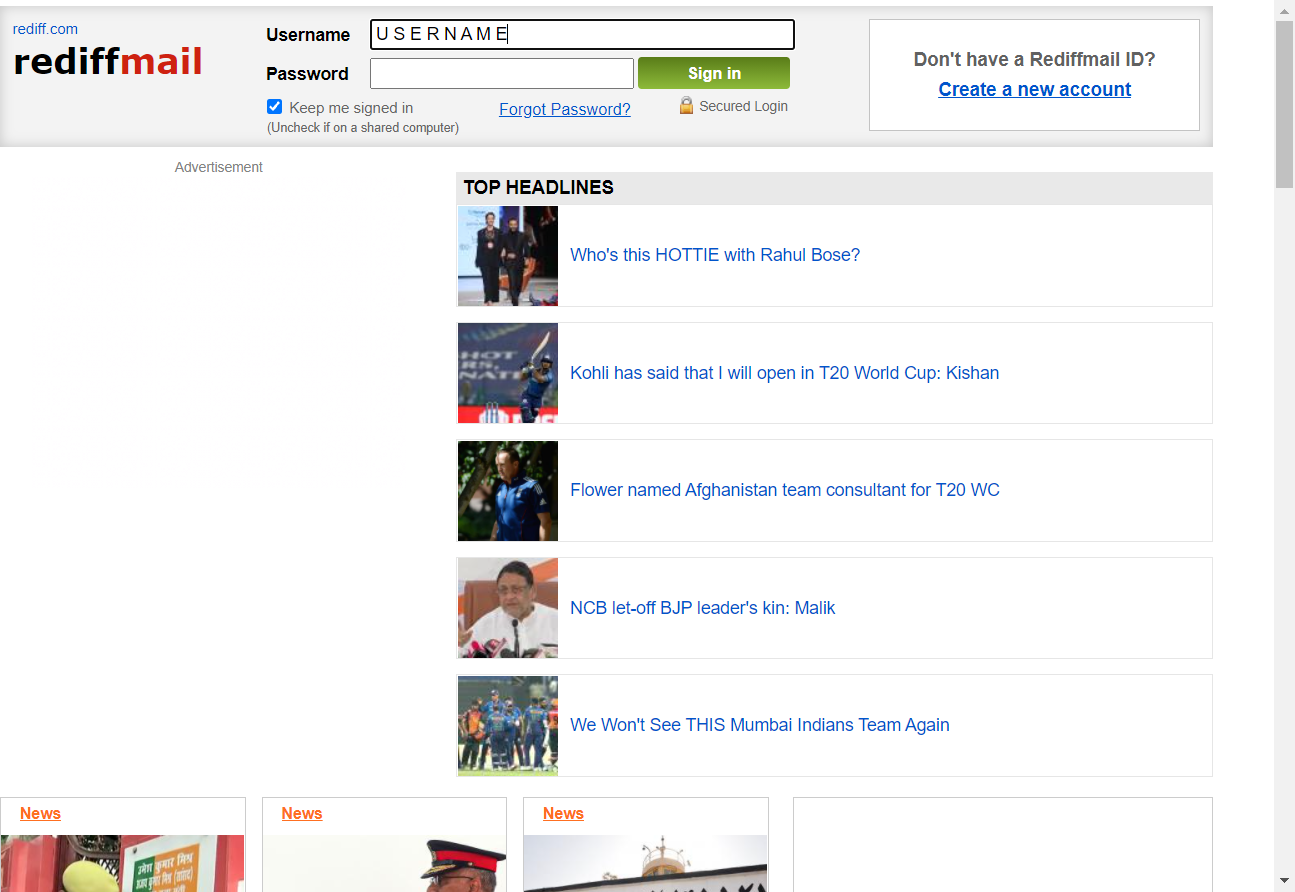 rediff.com
rediffmail
Username
U S E R N A M E
Password
Sign in
Keep me signed in
(Uncheck if on a shared computer)
Forgot Password?
Secured Login
Don't have a Rediffmail ID?
Create a new account
Advertisement
TOP HEADLINES
Who's this HOTTIE with Rahul Bose?
Kohli has said that I will open in T20 World Cup: Kishan
Flower named Afghanistan team consultant for T20 WC
NCB let-off BJP leader's kin: Malik
We Won't See THIS Mumbai Indians Team Again
News
News
News
उमेश कुमार मिश्र